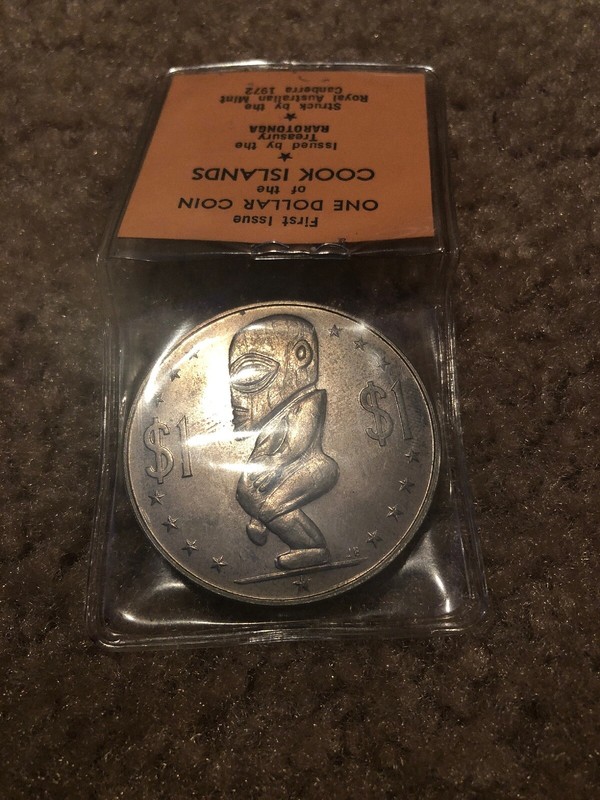 First Issue
ONE DOLLAR COIN
of the
COOK ISLANDS
Issued by the
Treasury
RAROTONGA
Struck by the
Royal Australian Mint
Canberra 1972
$1
$1
JB